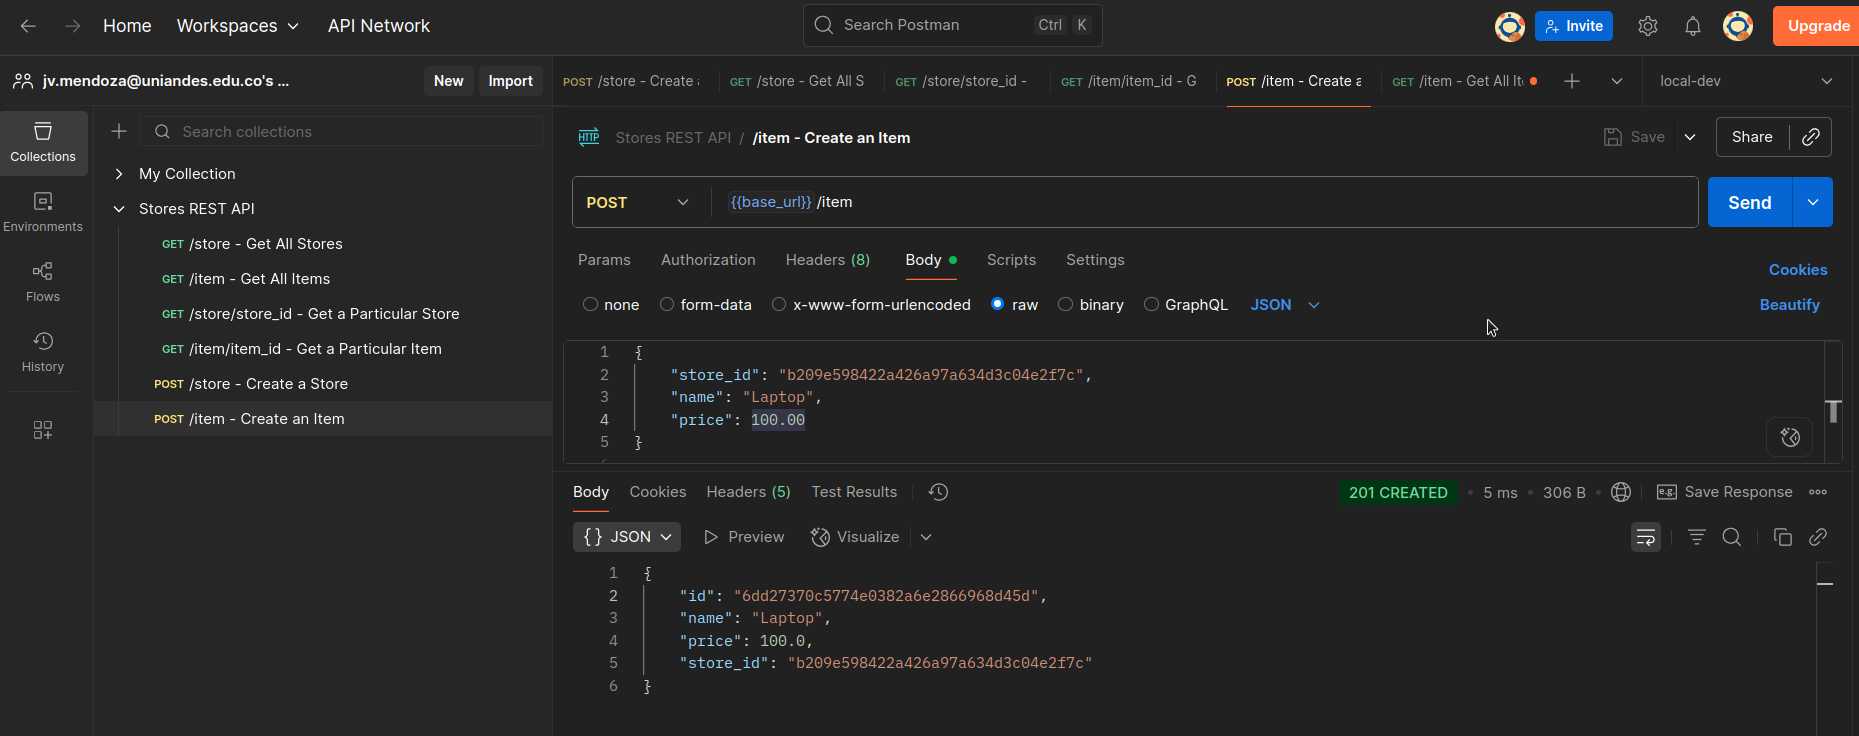 Home Workspaces API Network Search Postman Ctrl K Invite Upgrade
jv.mendoza@uniandes.edu.co's ... New Import
POST /store - Create GET /store - Get All S GET /store/store_id - GET /item/item_id - G POST /item - Create a GET /item - Get All It local-dev
Collections
Environments
Flows
History
Search collections
My Collection
Stores REST API
GET /store - Get All Stores
GET /item - Get All Items
GET /store/store_id - Get a Particular Store
GET /item/item_id - Get a Particular Item
POST /store - Create a Store
POST /item - Create an Item
HTTP Stores REST API / /item - Create an Item Save Share
POST {{base_url}} /item Send
Params Authorization Headers (8) Body Scripts Settings Cookies
none form-data x-www-form-urlencoded raw binary GraphQL JSON Beautify
1 {
2 "store_id": "b209e598422a426a97a634d3c04e2f7c",
3 "name": "Laptop",
4 "price": 100.00
5 }
Body Cookies Headers (5) Test Results 201 CREATED • 5 ms • 306 B • e.g. Save Response
{} JSON Preview Visualize
1 {
2 "id": "6dd27370c5774e0382a6e2866968d45d",
3 "name": "Laptop",
4 "price": 100.0,
5 "store_id": "b209e598422a426a97a634d3c04e2f7c"
6 }